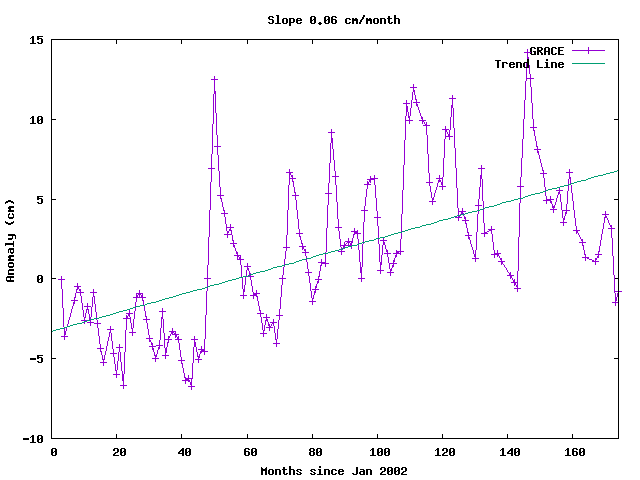 Slope 0.06 cm/month
15
10
5
0
-5
-10
Anomaly (cm)
GRACE
Trend Line
0 20 40 60 80 100 120 140 160
Months since Jan 2002